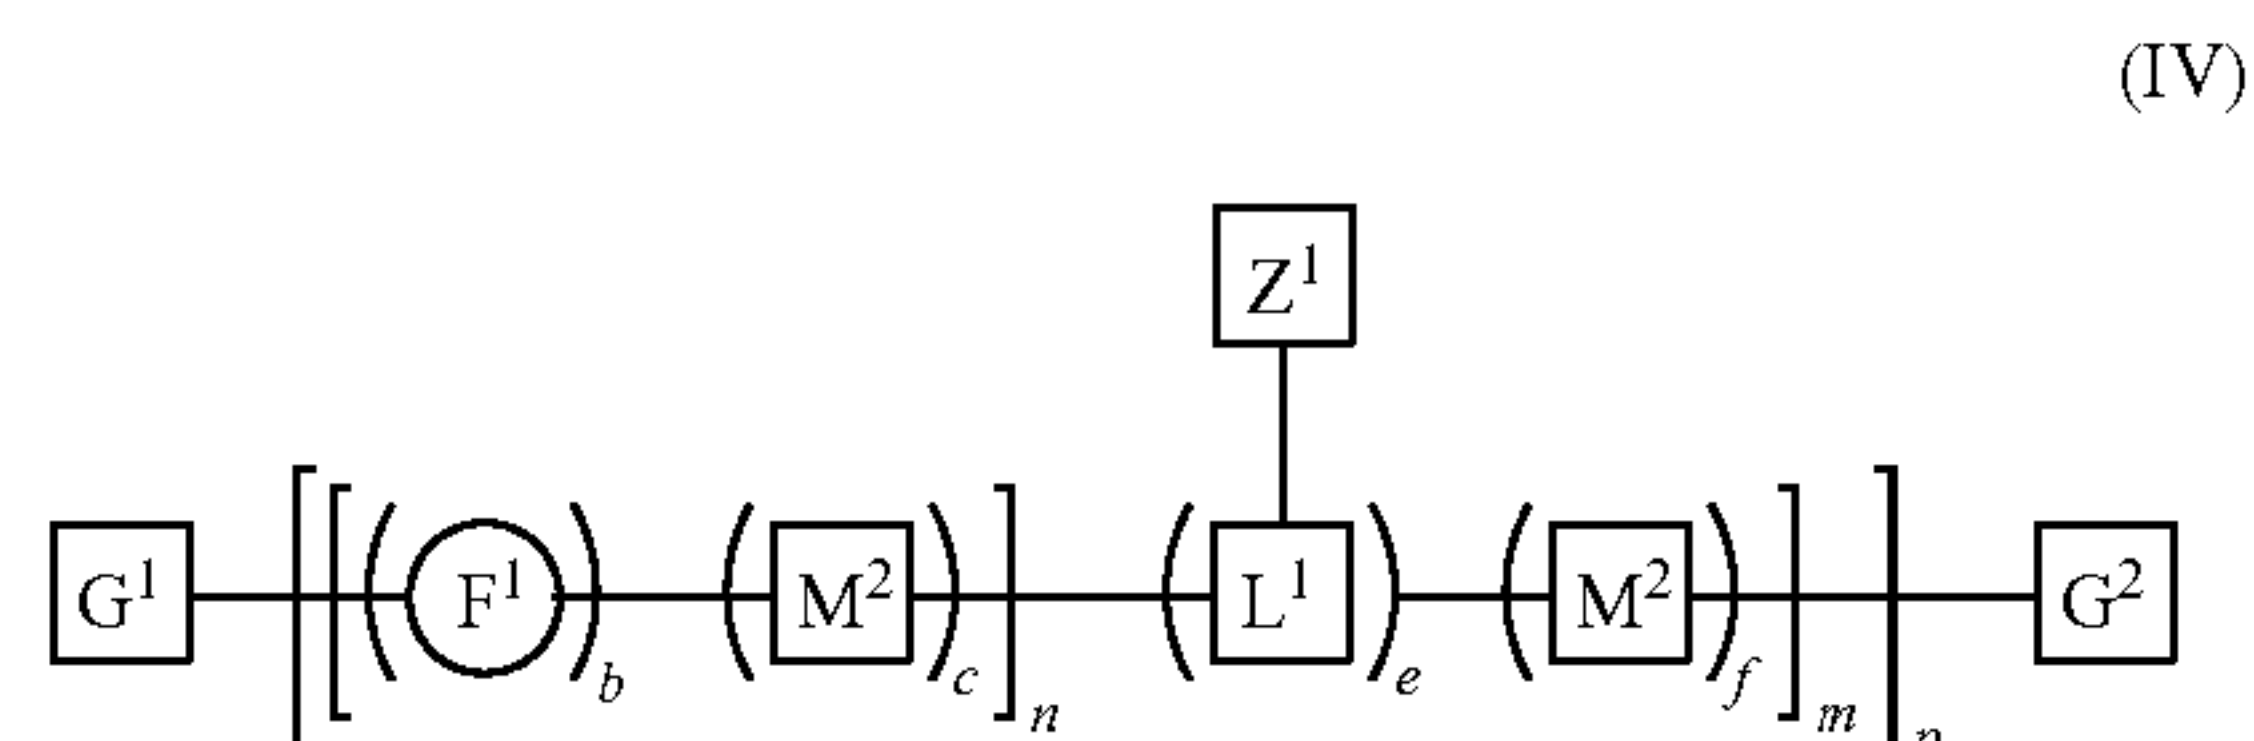 (IV)
Z¹
G¹ [ [ ( F¹ )b ( M² )c ]n ( L¹ )e ( M² )f ]m ] G²